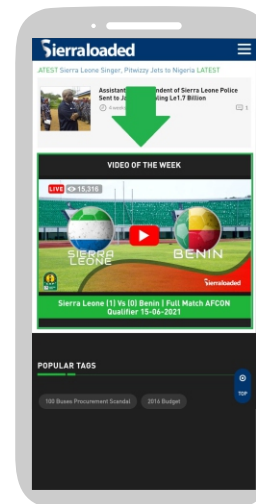 Sierraloaded
ATEST Sierra Leone Singer, Pitwizzy Jets to Nigeria LATEST
Assistant ndent of Sierra Leone Police
Sent to J ling Le1.7 Billion
5
VIDEO OF THE WEEK
LIVE 15,316
SIERRA
LEONE
BENIN
Sierraloaded
Sierra Leone (1) Vs (0) Benin | Full Match AFCON
Qualifier 15-06-2021
POPULAR TAGS
TOP
100 Buses Procurement Scandal 2016 Budget